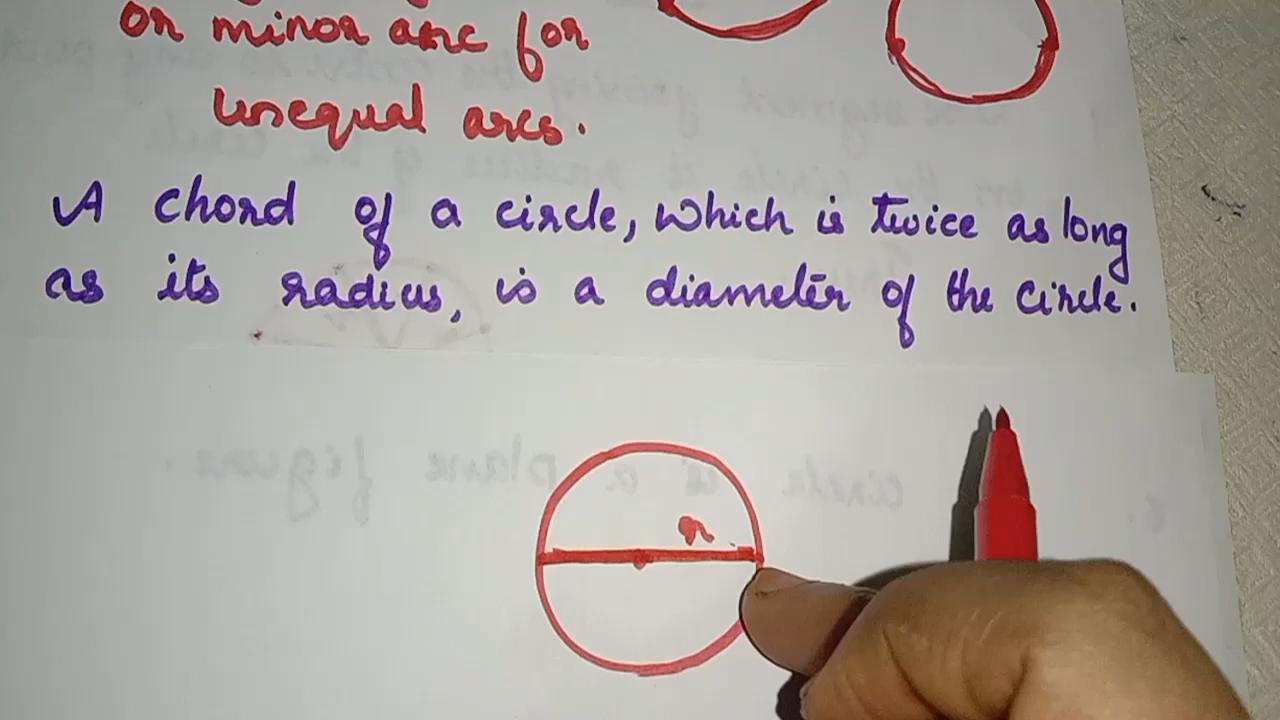 or minor arc for
unequal arcs.
A chord of a circle, which is twice as long
as its radius, is a diameter of the circle.
r